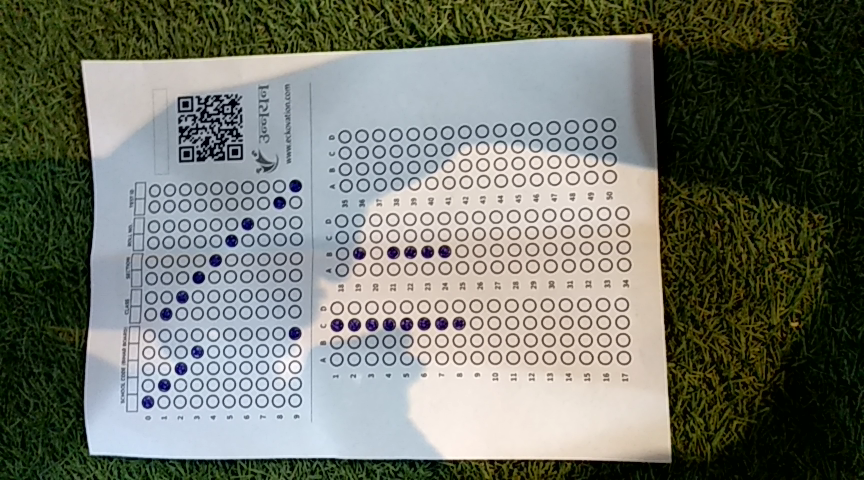 उन्नयन
www.eckovation.com
SCHOOL CODE (BIHAR BOARD) CLASS SECTION ROLL NO. TEST ID
0
1
2
3
4
5
6
7
8
9
A B C D A B C D A B C D
1 18 35
2 19 36
3 20 37
4 21 38
5 22 39
6 23 40
7 24 41
8 25 42
9 26 43
10 27 44
11 28 45
12 29 46
13 30 47
14 31 48
15 32 49
16 33 50
17 34